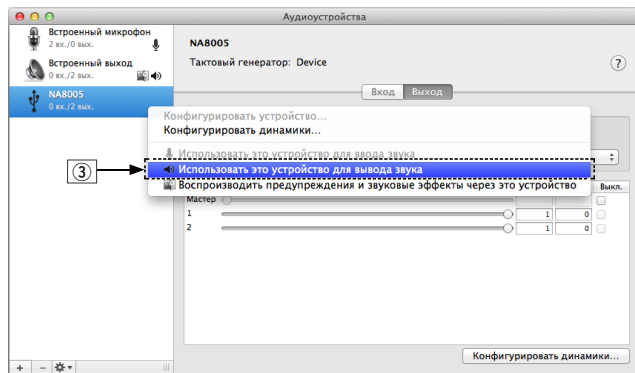 Аудиоустройства
Встроенный микрофон
2 вх./0 вых.
Встроенный выход
0 вх./2 вых.
NA8005
0 вх./2 вых.
NA8005
Тактовый генератор: Device
?
Вход Выход
Конфигурировать устройство...
Конфигурировать динамики...
Использовать это устройство для ввода звука
3
Использовать это устройство для вывода звука
Воспроизводить предупреждения и звуковые эффекты через это устройство
Выкл.
Мастер
1 1 0
2 1 0
Конфигурировать динамики...
+ −